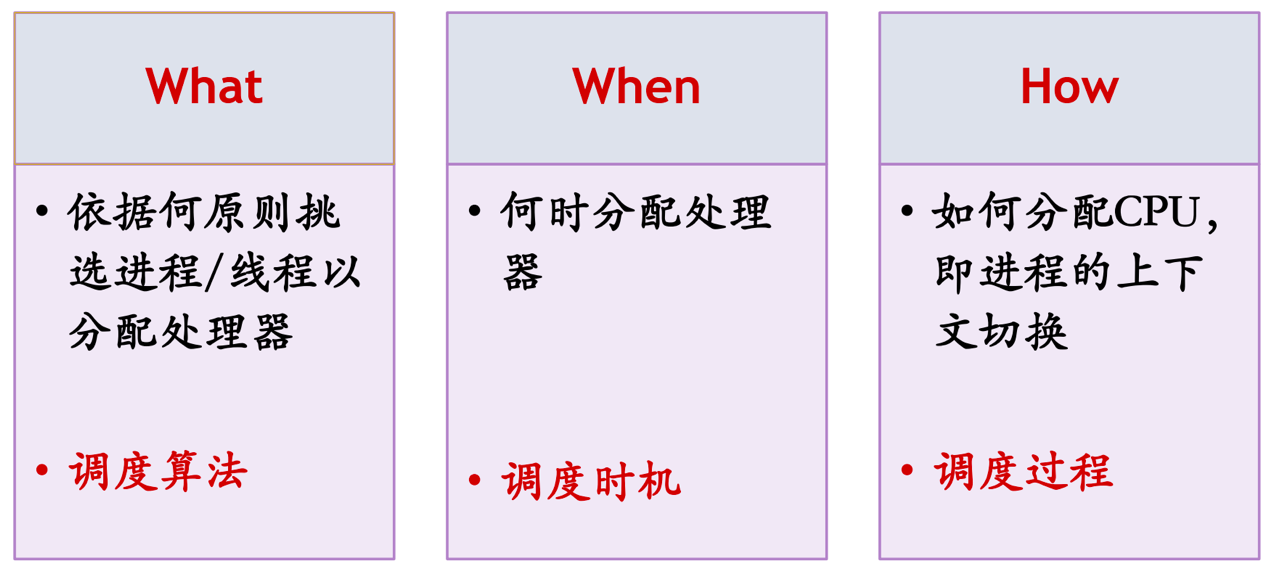 What
• 依据何原则挑
选进程/线程以
分配处理器
• 调度算法
When
• 何时分配处理
器
• 调度时机
How
• 如何分配CPU，
即进程的上下
文切换
• 调度过程